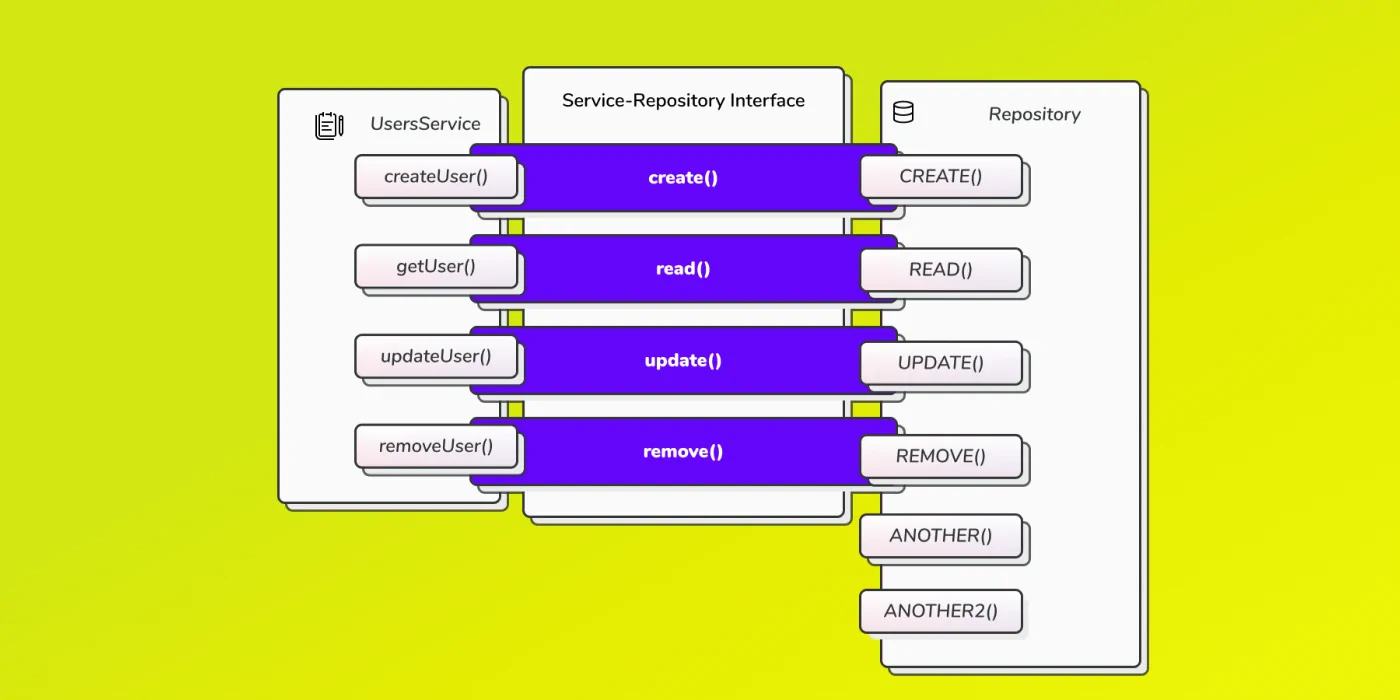 Service-Repository Interface
UsersService
Repository
createUser()
create()
CREATE()
getUser()
read()
READ()
updateUser()
update()
UPDATE()
removeUser()
remove()
REMOVE()
ANOTHER()
ANOTHER2()